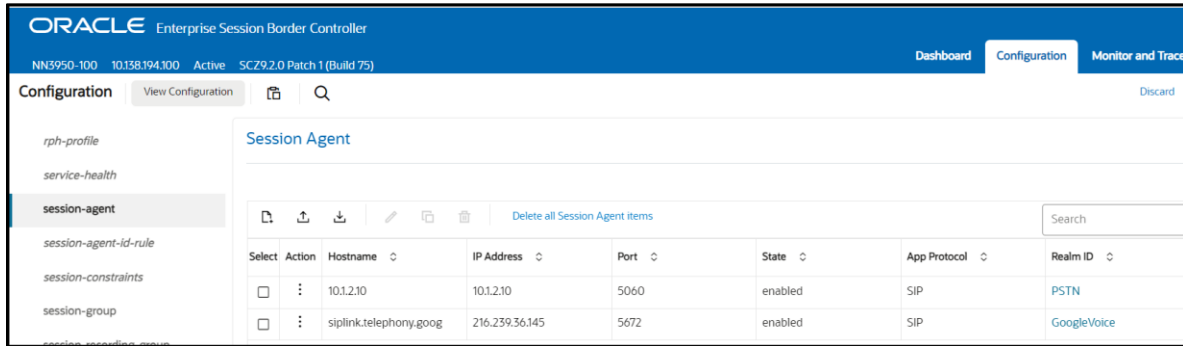 ORACLE Enterprise Session Border Controller
NN3950-100 10.138.194.100 Active SCZ9.2.0 Patch 1 (Build 75)
Dashboard Configuration Monitor and Trace
Configuration View Configuration
Discard
rph-profile
service-health
session-agent
session-agent-id-rule
session-constraints
session-group
session-recording-group
Session Agent
Delete all Session Agent items
Search
Select Action Hostname IP Address Port State App Protocol Realm ID
10.1.2.10 10.1.2.10 5060 enabled SIP PSTN
siplink.telephony.goog 216.239.36.145 5672 enabled SIP GoogleVoice